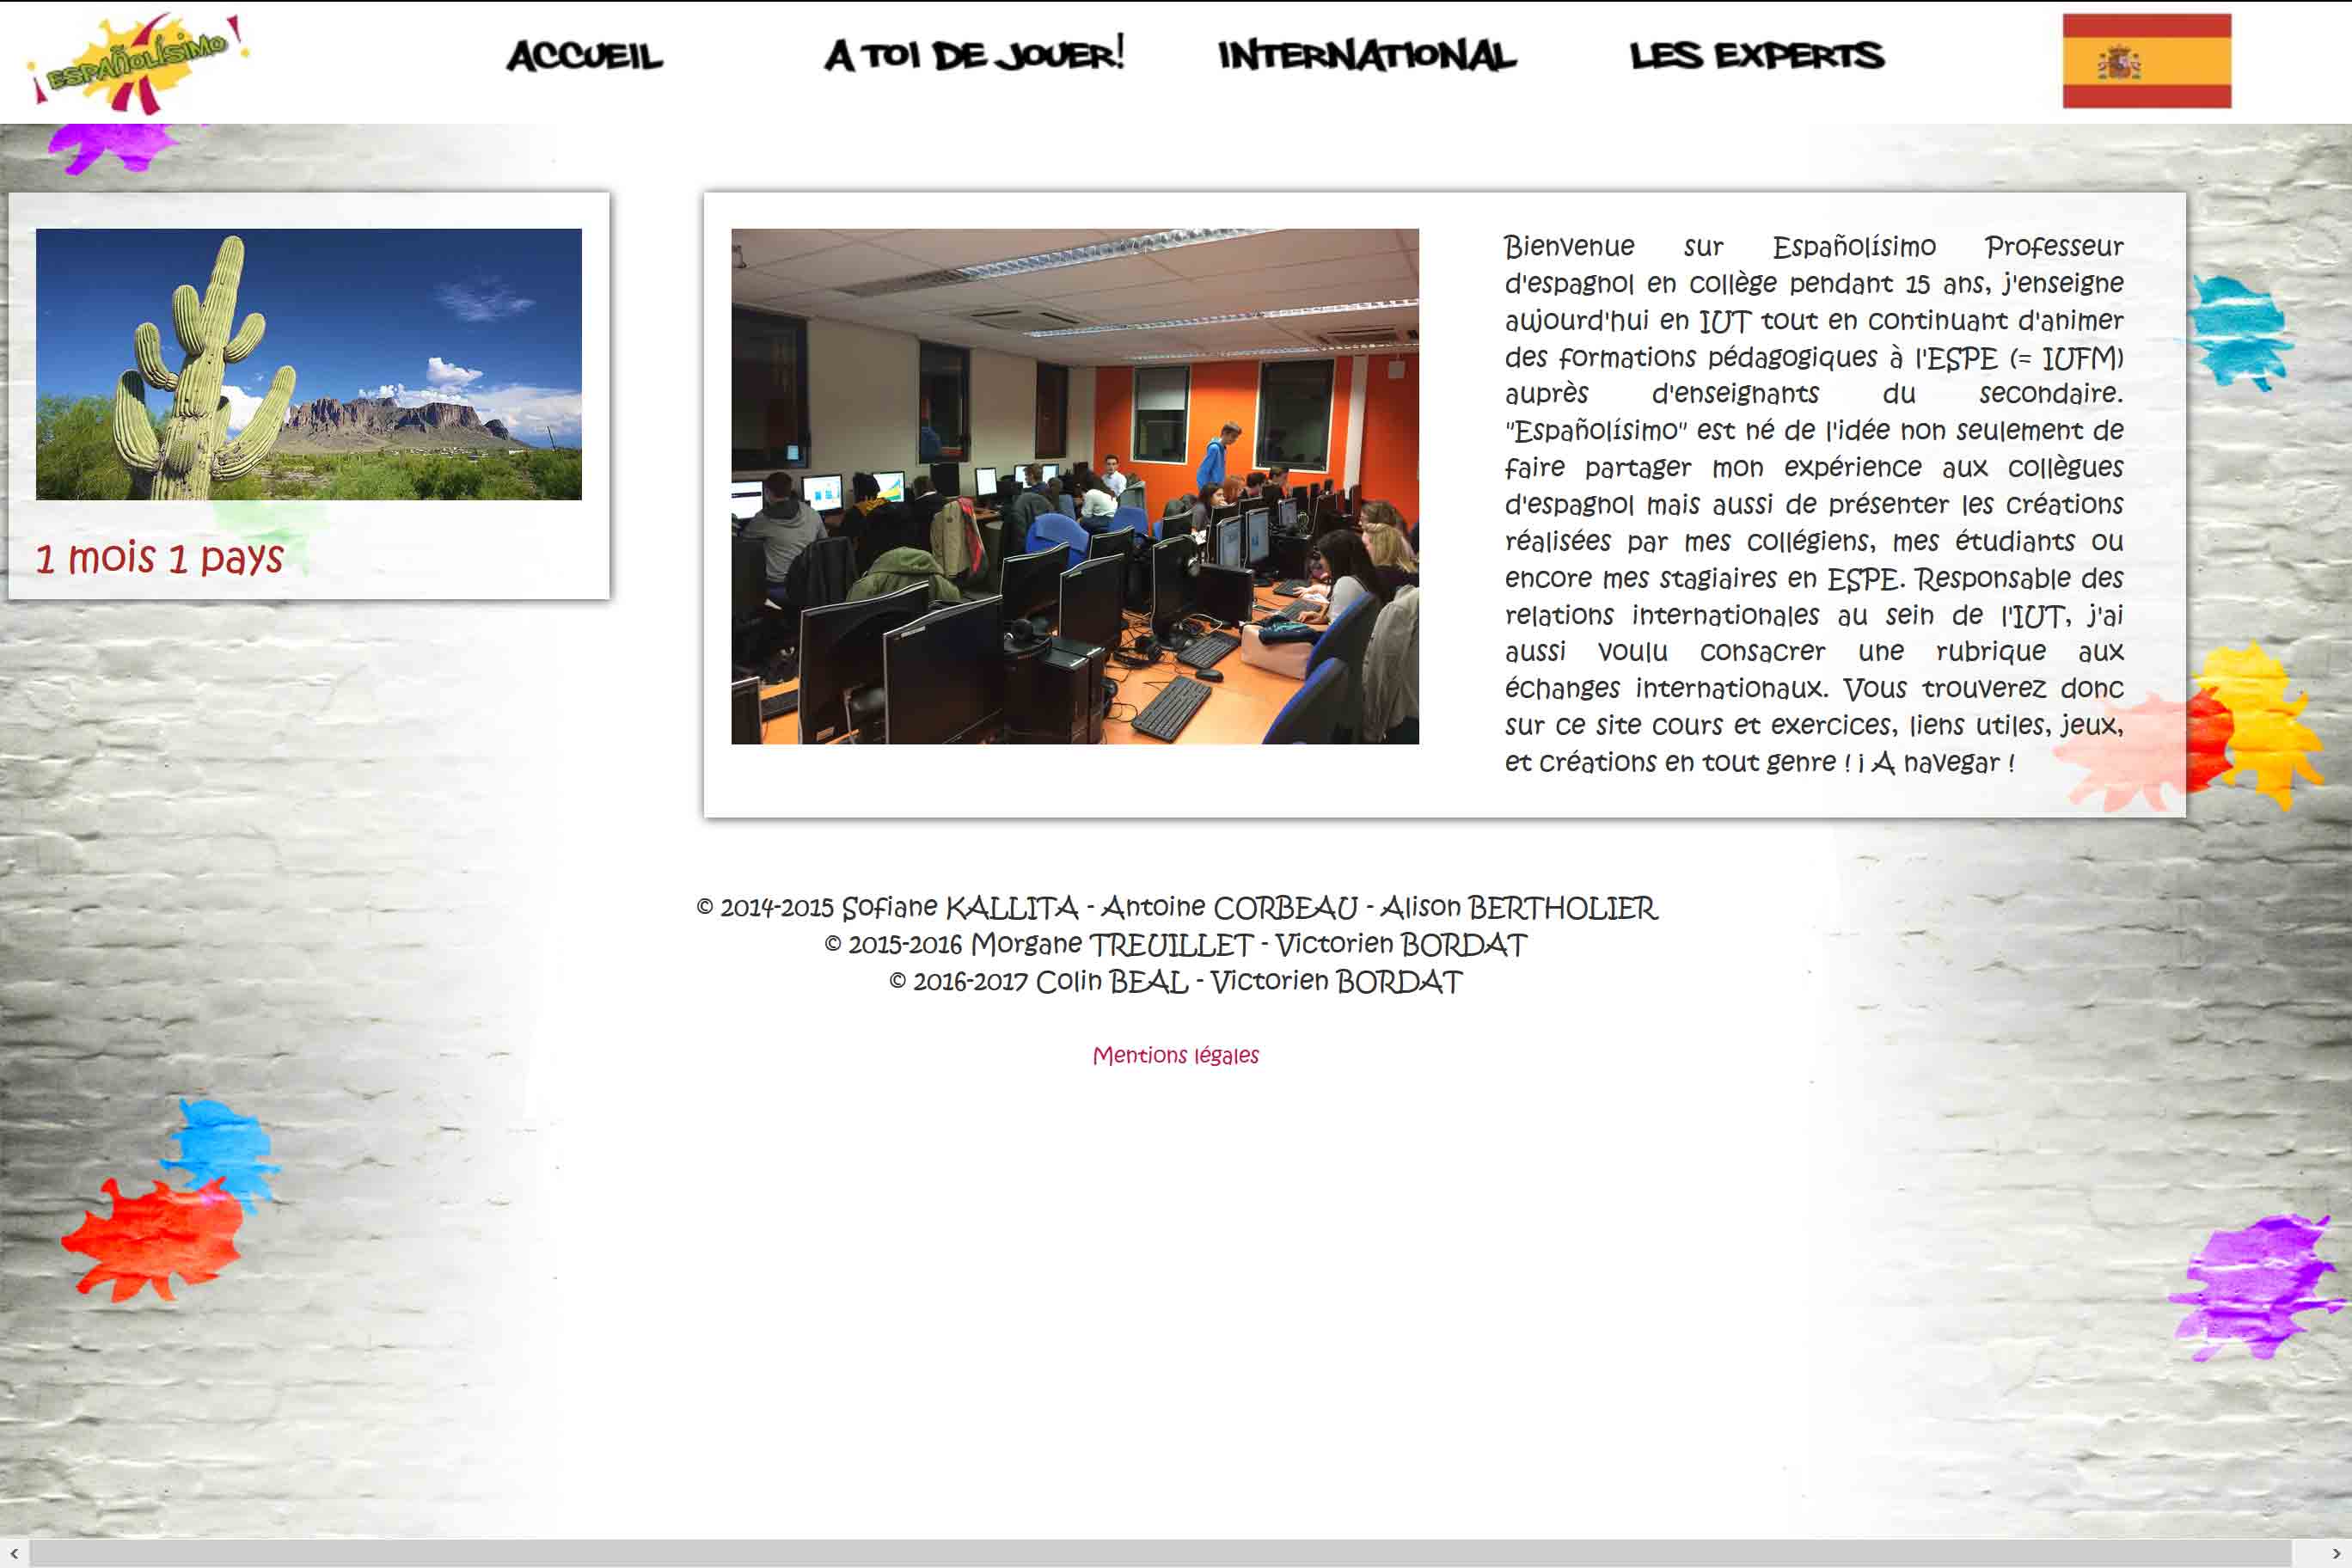 ¡ESPAÑOLÍSIMO!
ACCUEIL
A TOI DE JOUER!
INTERNATIONAL
LES EXPERTS
1 mois 1 pays
Bienvenue sur Españolísimo Professeur
d'espagnol en collège pendant 15 ans, j'enseigne
aujourd'hui en IUT tout en continuant d'animer
des formations pédagogiques à l'ESPE (= IUFM)
auprès d'enseignants du secondaire.
"Españolísimo" est né de l'idée non seulement de
faire partager mon expérience aux collègues
d'espagnol mais aussi de présenter les créations
réalisées par mes collégiens, mes étudiants ou
encore mes stagiaires en ESPE. Responsable des
relations internationales au sein de l'IUT, j'ai
aussi voulu consacrer une rubrique aux
échanges internationaux. Vous trouverez donc
sur ce site cours et exercices, liens utiles, jeux,
et créations en tout genre ! ¡ A navegar !
© 2014-2015 Sofiane KALLITA - Antoine CORBEAU - Alison BERTHOLIER
© 2015-2016 Morgane TREUILLET - Victorien BORDAT
© 2016-2017 Colin BEAL - Victorien BORDAT
Mentions légales